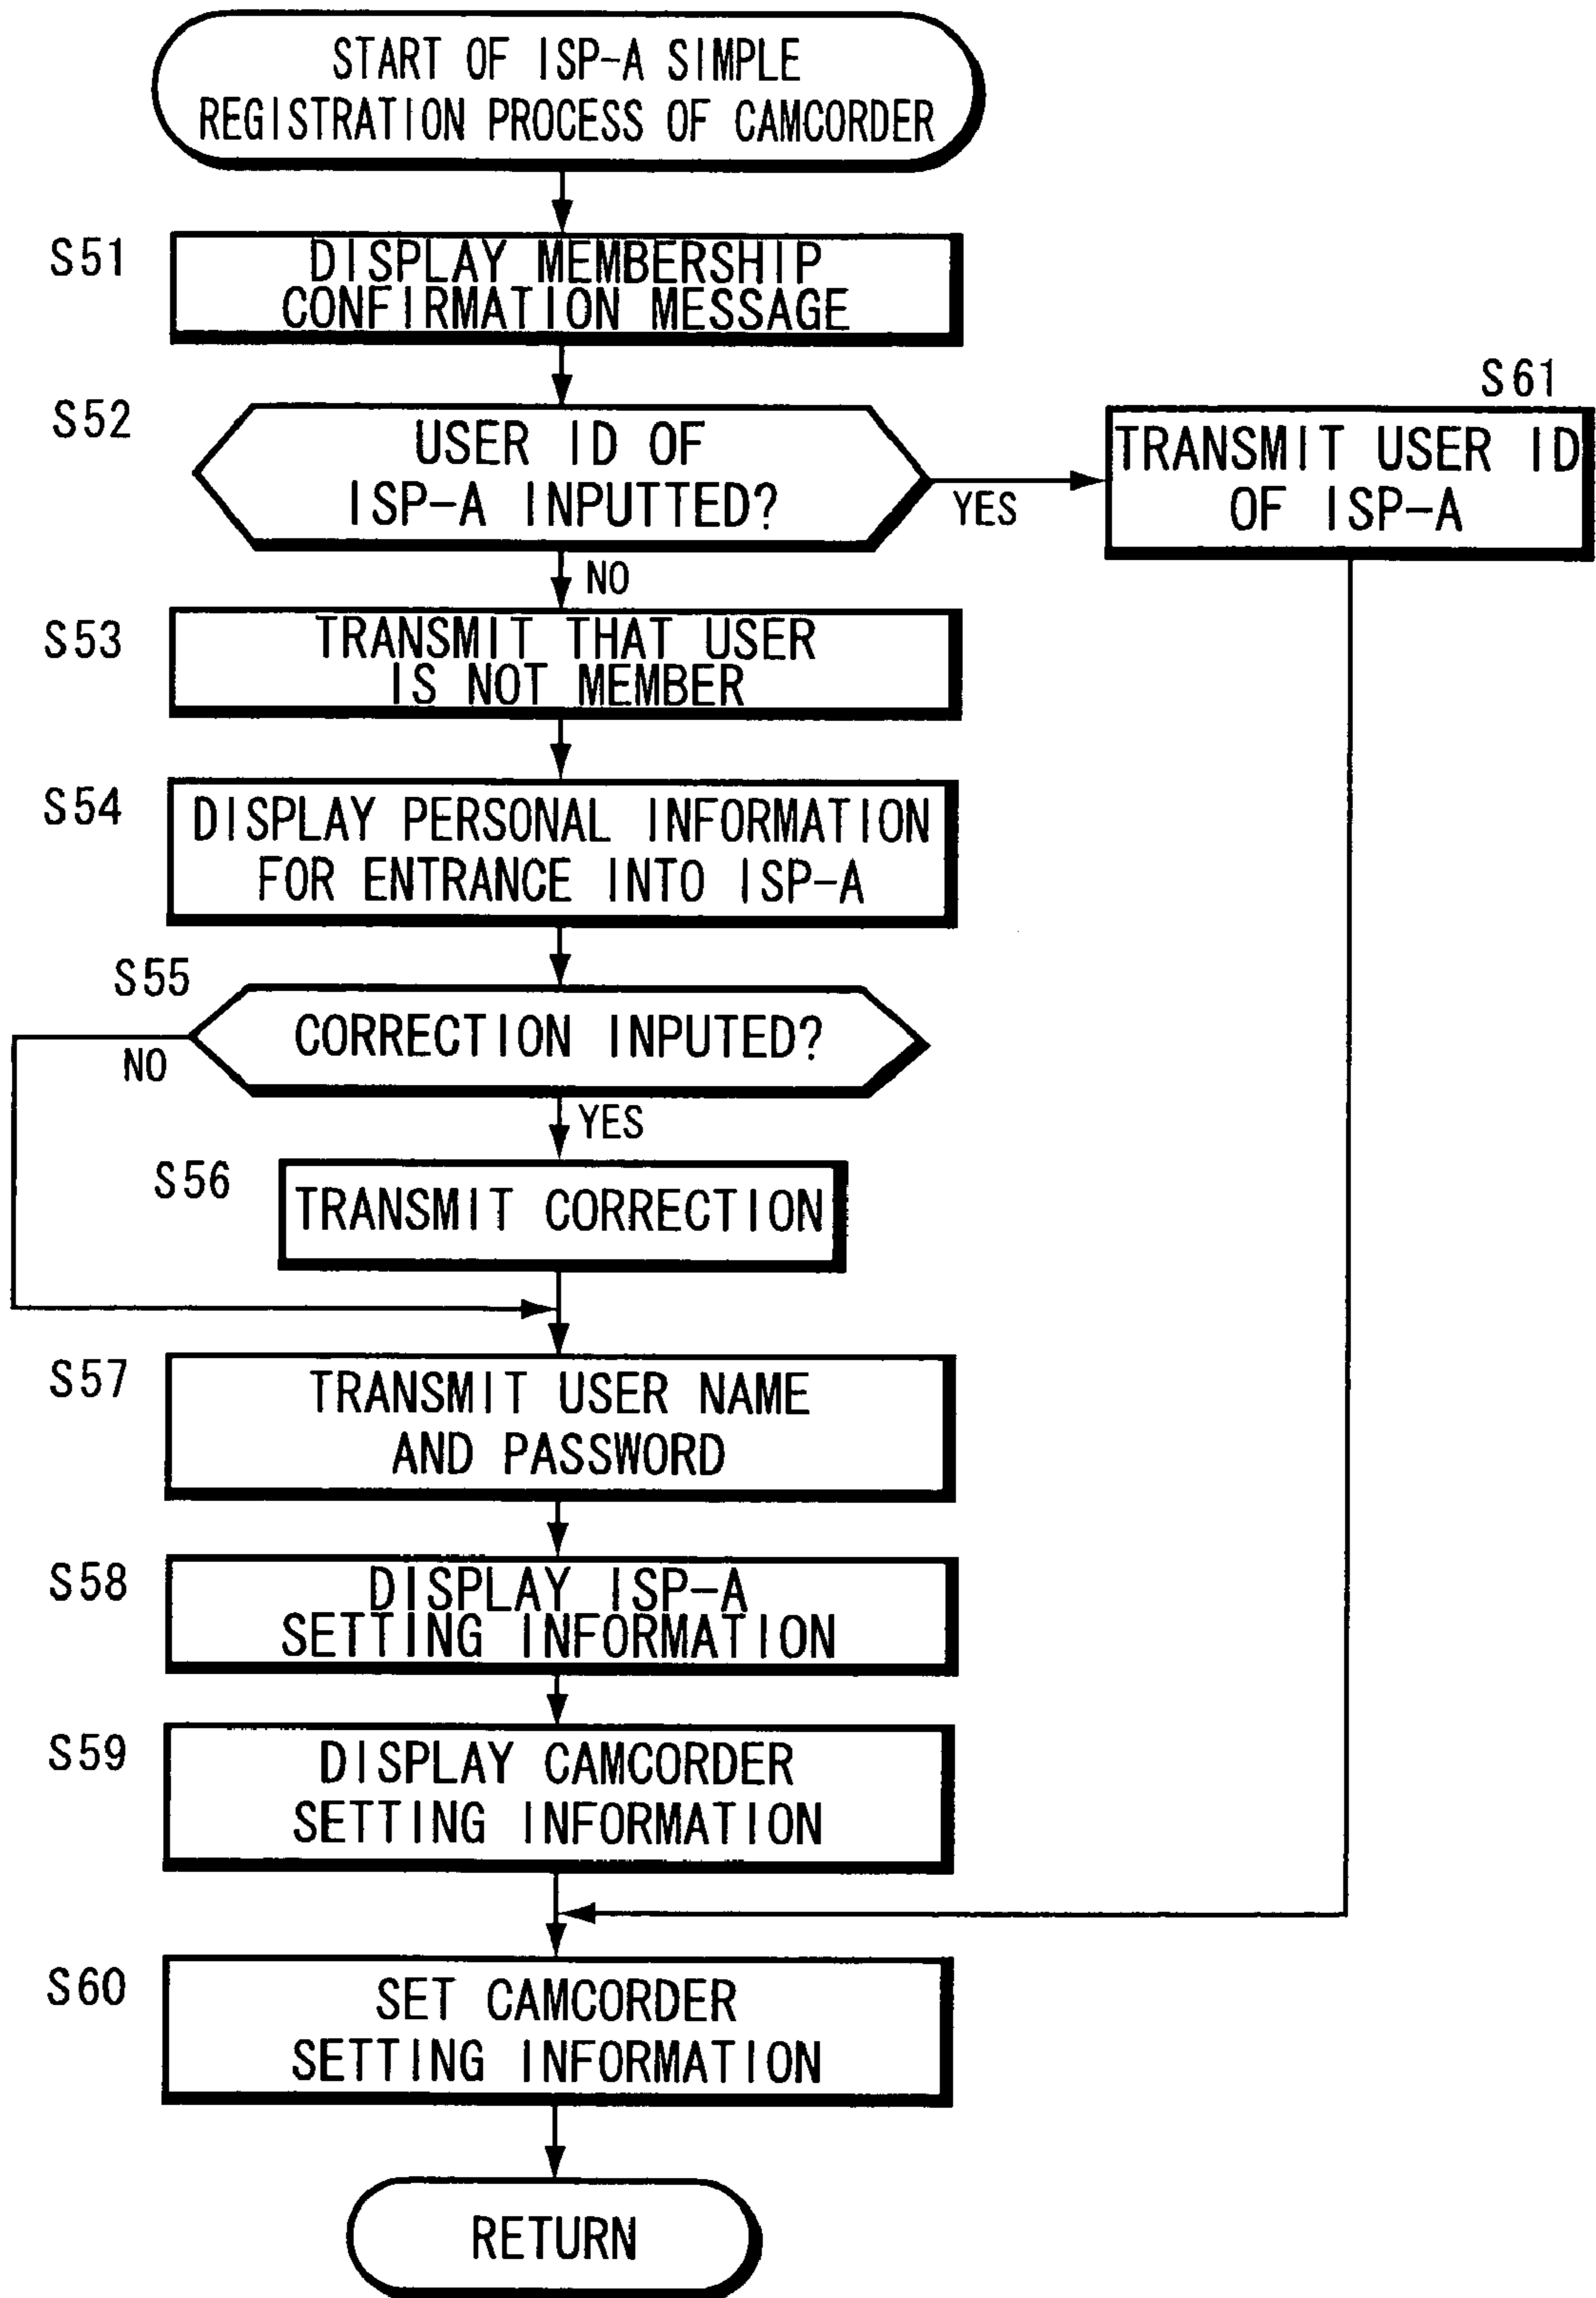 START OF ISP-A SIMPLE
REGISTRATION PROCESS OF CAMCORDER
S51
DISPLAY MEMBERSHIP
CONFIRMATION MESSAGE
S52
USER ID OF
ISP-A INPUTTED?
YES
S61
TRANSMIT USER ID
OF ISP-A
NO
S53
TRANSMIT THAT USER
IS NOT MEMBER
S54
DISPLAY PERSONAL INFORMATION
FOR ENTRANCE INTO ISP-A
S55
CORRECTION INPUTED?
NO
YES
S56
TRANSMIT CORRECTION
S57
TRANSMIT USER NAME
AND PASSWORD
S58
DISPLAY ISP-A
SETTING INFORMATION
S59
DISPLAY CAMCORDER
SETTING INFORMATION
S60
SET CAMCORDER
SETTING INFORMATION
RETURN